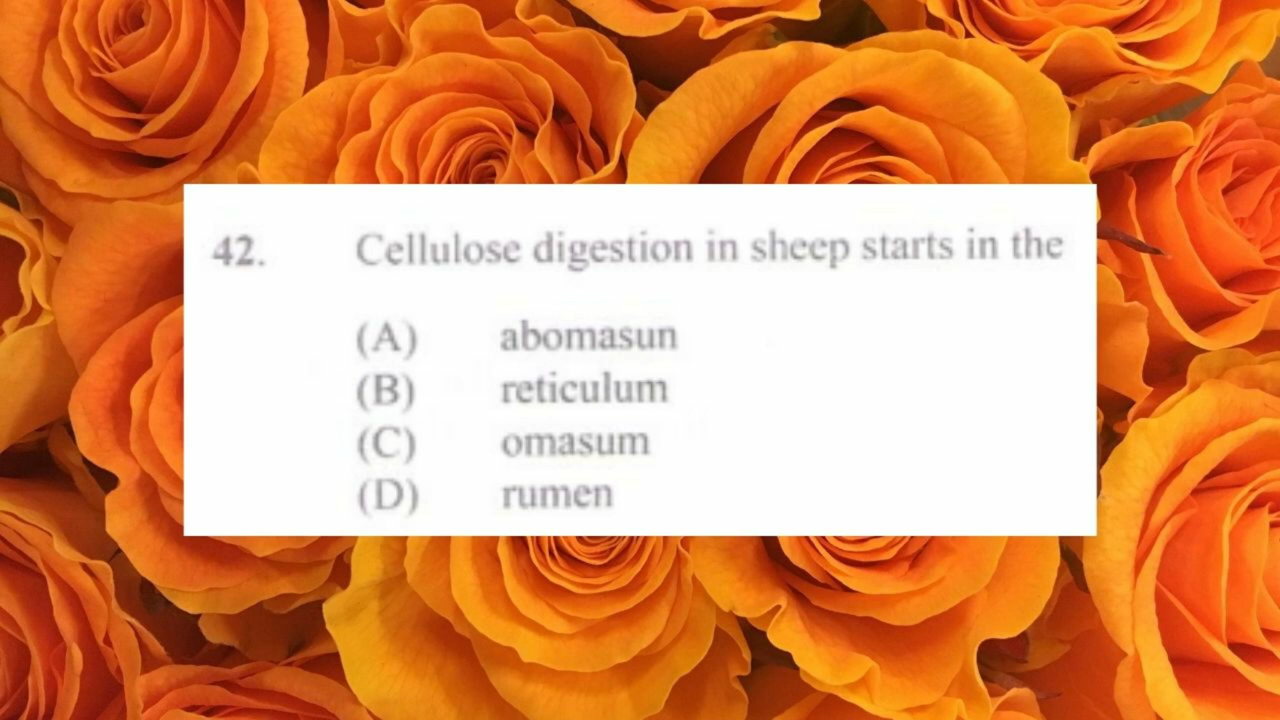 42. Cellulose digestion in sheep starts in the
(A) abomasun
(B) reticulum
(C) omasum
(D) rumen